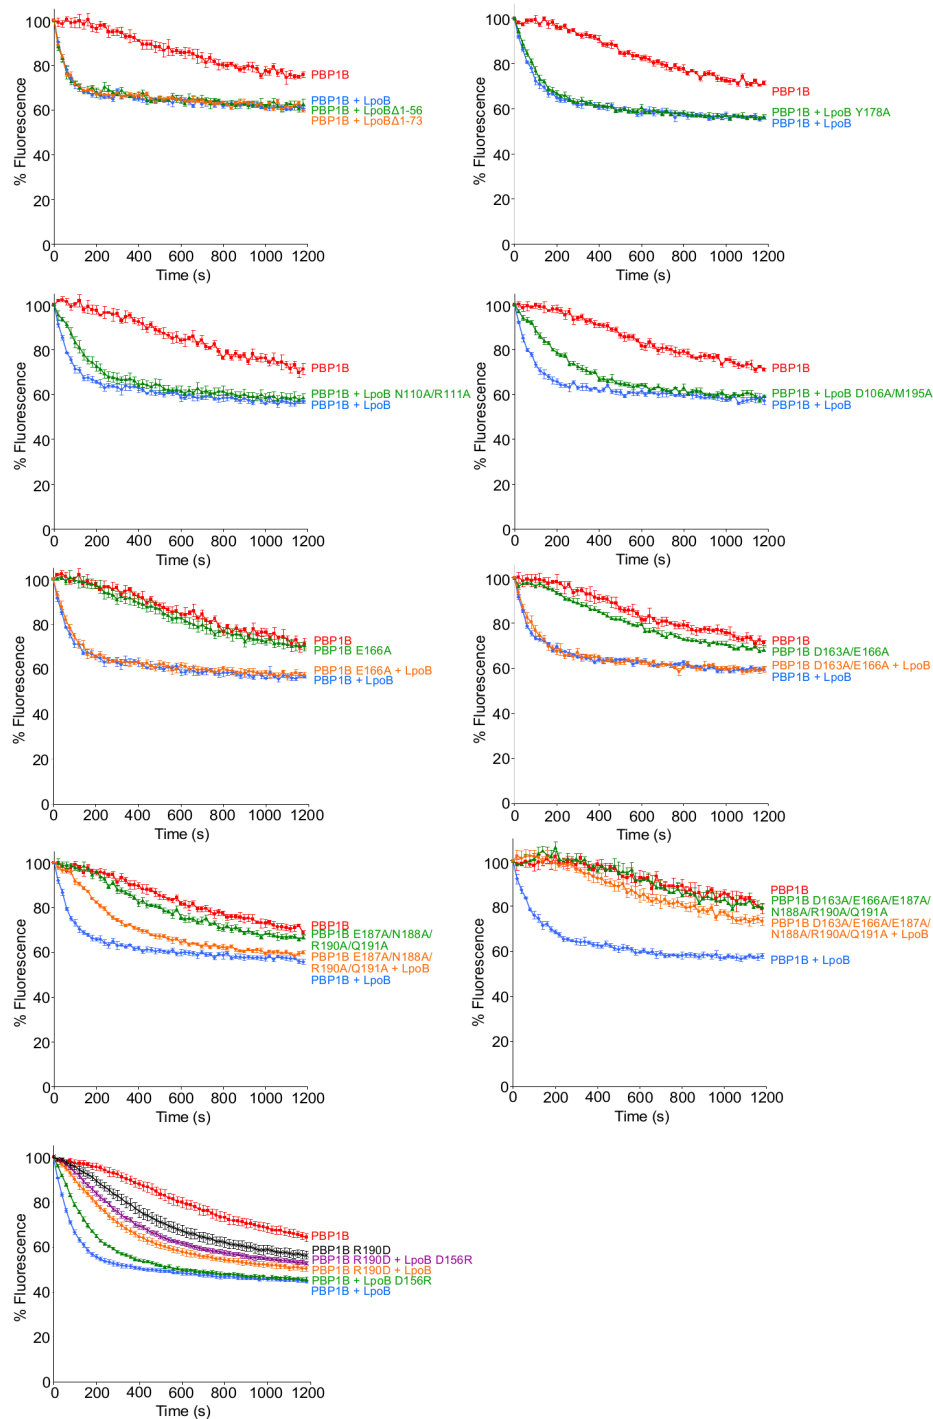 100
80
60
40
20
0
% Fluorescence
0 200 400 600 800 1000 1200
Time (s)
PBP1B
PBP1B + LpoB
PBP1B + LpoBΔ1-56
PBP1B + LpoBΔ1-73
100
80
60
40
20
0
% Fluorescence
0 200 400 600 800 1000 1200
Time (s)
PBP1B
PBP1B + LpoB Y178A
PBP1B + LpoB
100
80
60
40
20
0
% Fluorescence
0 200 400 600 800 1000 1200
Time (s)
PBP1B
PBP1B + LpoB N110A/R111A
PBP1B + LpoB
100
80
60
40
20
0
% Fluorescence
0 200 400 600 800 1000 1200
Time (s)
PBP1B
PBP1B + LpoB D106A/M195A
PBP1B + LpoB
100
80
60
40
20
0
% Fluorescence
0 200 400 600 800 1000 1200
Time (s)
PBP1B
PBP1B E166A
PBP1B E166A + LpoB
PBP1B + LpoB
100
80
60
40
20
0
% Fluorescence
0 200 400 600 800 1000 1200
Time (s)
PBP1B
PBP1B D163A/E166A
PBP1B D163A/E166A + LpoB
PBP1B + LpoB
100
80
60
40
20
0
% Fluorescence
0 200 400 600 800 1000 1200
Time (s)
PBP1B
PBP1B E187A/N188A/
R190A/Q191A
PBP1B E187A/N188A/
R190A/Q191A + LpoB
PBP1B + LpoB
100
80
60
40
20
0
% Fluorescence
0 200 400 600 800 1000 1200
Time (s)
PBP1B
PBP1B D163A/E166A/E187A/
N188A/R190A/Q191A
PBP1B D163A/E166A/E187A/
N188A/R190A/Q191A + LpoB
PBP1B + LpoB
100
80
60
40
20
0
% Fluorescence
0 200 400 600 800 1000 1200
Time (s)
PBP1B
PBP1B R190D
PBP1B R190D + LpoB D156R
PBP1B R190D + LpoB
PBP1B + LpoB D156R
PBP1B + LpoB